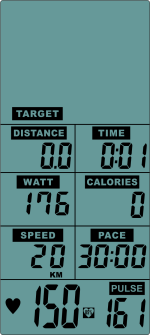 TARGET
DISTANCE TIME
0.0 0:01
WATT CALORIES
176 0
SPEED PACE
20 30:00
KM
PULSE
150 161